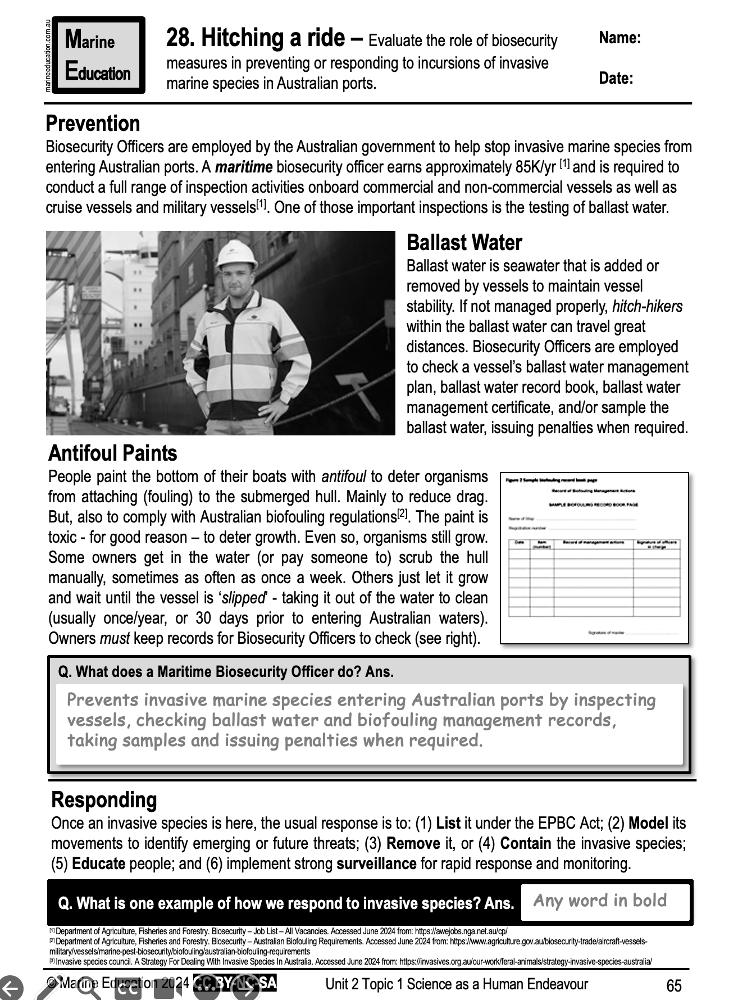 marineeducation.com.au
Marine
Education
28. Hitching a ride – Evaluate the role of biosecurity
measures in preventing or responding to incursions of invasive
marine species in Australian ports.
Name:
Date:
Prevention
Biosecurity Officers are employed by the Australian government to help stop invasive marine species from
entering Australian ports. A maritime biosecurity officer earns approximately 85K/yr [1] and is required to
conduct a full range of inspection activities onboard commercial and non-commercial vessels as well as
cruise vessels and military vessels[1]. One of those important inspections is the testing of ballast water.
Ballast Water
Ballast water is seawater that is added or
removed by vessels to maintain vessel
stability. If not managed properly, hitch-hikers
within the ballast water can travel great
distances. Biosecurity Officers are employed
to check a vessel's ballast water management
plan, ballast water record book, ballast water
management certificate, and/or sample the
ballast water, issuing penalties when required.
Antifoul Paints
People paint the bottom of their boats with antifoul to deter organisms
from attaching (fouling) to the submerged hull. Mainly to reduce drag.
But, also to comply with Australian biofouling regulations[2]. The paint is
toxic - for good reason – to deter growth. Even so, organisms still grow.
Some owners get in the water (or pay someone to) scrub the hull
manually, sometimes as often as once a week. Others just let it grow
and wait until the vessel is ‘slipped’ - taking it out of the water to clean
(usually once/year, or 30 days prior to entering Australian waters).
Owners must keep records for Biosecurity Officers to check (see right).
Figure 2 Sample biofouling record book page
Record of Biofouling Management Actions
SAMPLE BIOFOULING RECORD BOOK PAGE
Name of Ship
Registration number
Date Item (number) Record of management actions Signature of officers in charge
Signature of master
Q. What does a Maritime Biosecurity Officer do? Ans.
Prevents invasive marine species entering Australian ports by inspecting
vessels, checking ballast water and biofouling management records,
taking samples and issuing penalties when required.
Responding
Once an invasive species is here, the usual response is to: (1) List it under the EPBC Act; (2) Model its
movements to identify emerging or future threats; (3) Remove it, or (4) Contain the invasive species;
(5) Educate people; and (6) implement strong surveillance for rapid response and monitoring.
Q. What is one example of how we respond to invasive species? Ans.
Any word in bold
[1] Department of Agriculture, Fisheries and Forestry. Biosecurity – Job List – All Vacancies. Accessed June 2024 from: https://awejobs.nga.net.au/cp/
[2] Department of Agriculture, Fisheries and Forestry. Biosecurity – Australian Biofouling Requirements. Accessed June 2024 from: https://www.agriculture.gov.au/biosecurity-trade/aircraft-vessels-
military/vessels/marine-pest-biosecurity/biofouling/australian-biofouling-requirements
[3] Invasive species council. A Strategy For Dealing With Invasive Species In Australia. Accessed June 2024 from: https://invasives.org.au/our-work/feral-animals/strategy-invasive-species-australia/
© Marine Education 2024 CC BY-NC-SA
CC
Unit 2 Topic 1 Science as a Human Endeavour
65